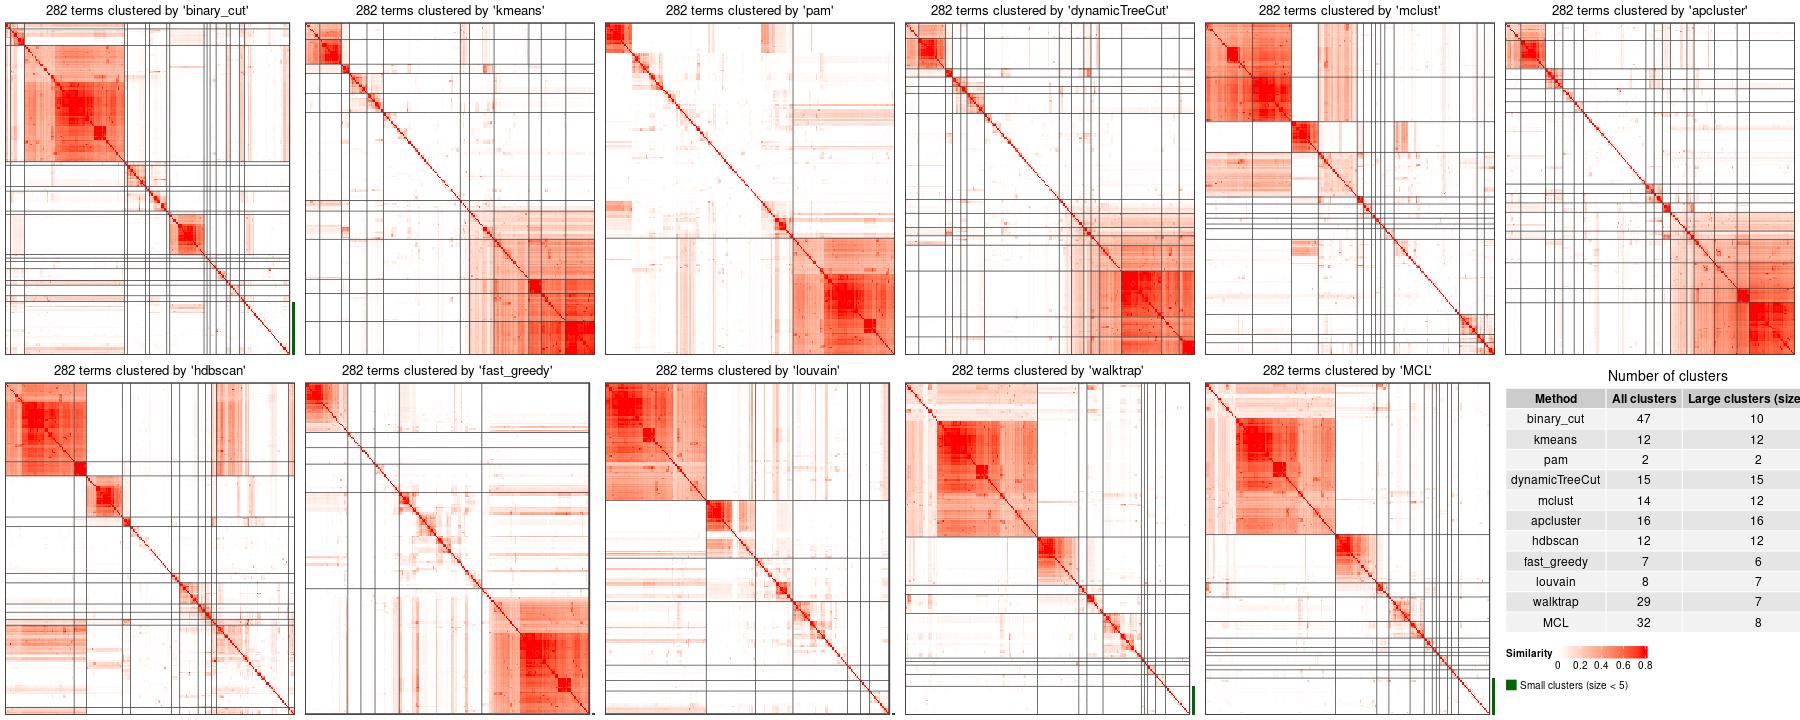 282 terms clustered by 'binary_cut'
282 terms clustered by 'kmeans'
282 terms clustered by 'pam'
282 terms clustered by 'dynamicTreeCut'
282 terms clustered by 'mclust'
282 terms clustered by 'apcluster'
282 terms clustered by 'hdbscan'
282 terms clustered by 'fast_greedy'
282 terms clustered by 'louvain'
282 terms clustered by 'walktrap'
282 terms clustered by 'MCL'
Number of clusters
Method All clusters Large clusters (size
binary_cut 47 10
kmeans 12 12
pam 2 2
dynamicTreeCut 15 15
mclust 14 12
apcluster 16 16
hdbscan 12 12
fast_greedy 7 6
louvain 8 7
walktrap 29 7
MCL 32 8
Similarity
0 0.2 0.4 0.6 0.8
Small clusters (size < 5)